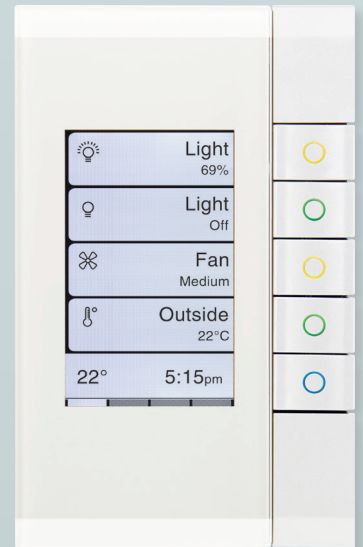 Light
69%
Light
Off
Fan
Medium
Outside
22°C
22° 5:15pm